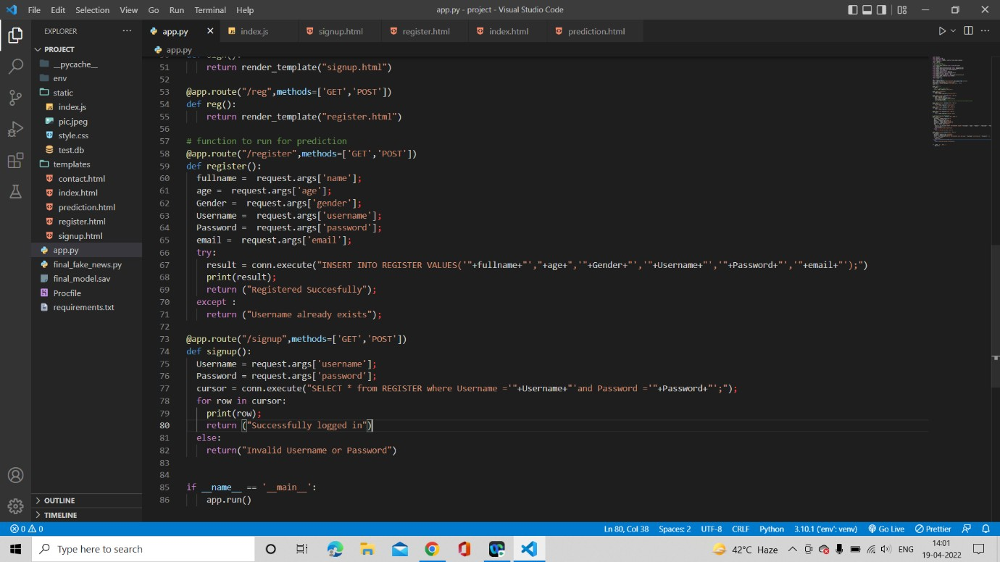 File Edit Selection View Go Run Terminal Help app.py - project - Visual Studio Code
EXPLORER
app.py index.js signup.html register.html index.html prediction.html
PROJECT
app.py
__pycache__
env
static
index.js
pic.jpeg
style.css
test.db
templates
contact.html
index.html
prediction.html
register.html
signup.html
app.py
final_fake_news.py
final_model.sav
Procfile
requirements.txt
OUTLINE
TIMELINE
51 return render_template("signup.html")
52
53 @app.route("/reg",methods=['GET','POST'])
54 def reg():
55 return render_template("register.html")
56
57 # function to run for prediction
58 @app.route("/register",methods=['GET','POST'])
59 def register():
60 fullname = request.args['name'];
61 age = request.args['age'];
62 Gender = request.args['gender'];
63 Username = request.args['username'];
64 Password = request.args['password'];
65 email = request.args['email'];
66 try:
67 result = conn.execute("INSERT INTO REGISTER VALUES('"+fullname+"',"+age+",'"+Gender+"','"+Username+"','"+Password+"','"+email+"');")
68 print(result);
69 return ("Registered Succesfully");
70 except :
71 return ("Username already exists");
72
73 @app.route("/signup",methods=['GET','POST'])
74 def signup():
75 Username = request.args['username'];
76 Password = request.args['password'];
77 cursor = conn.execute("SELECT * from REGISTER where Username ='"+Username+"'and Password ='"+Password+"';");
78 for row in cursor:
79 print(row);
80 return ("Successfully logged in")
81 else:
82 return("Invalid Username or Password")
83
84
85 if __name__ == '__main__':
86 app.run()
0 0 Ln 80, Col 38 Spaces: 2 UTF-8 CRLF Python 3.10.1 ('env': venv) Go Live Prettier
Type here to search 42°C Haze ENG 14:01
19-04-2022